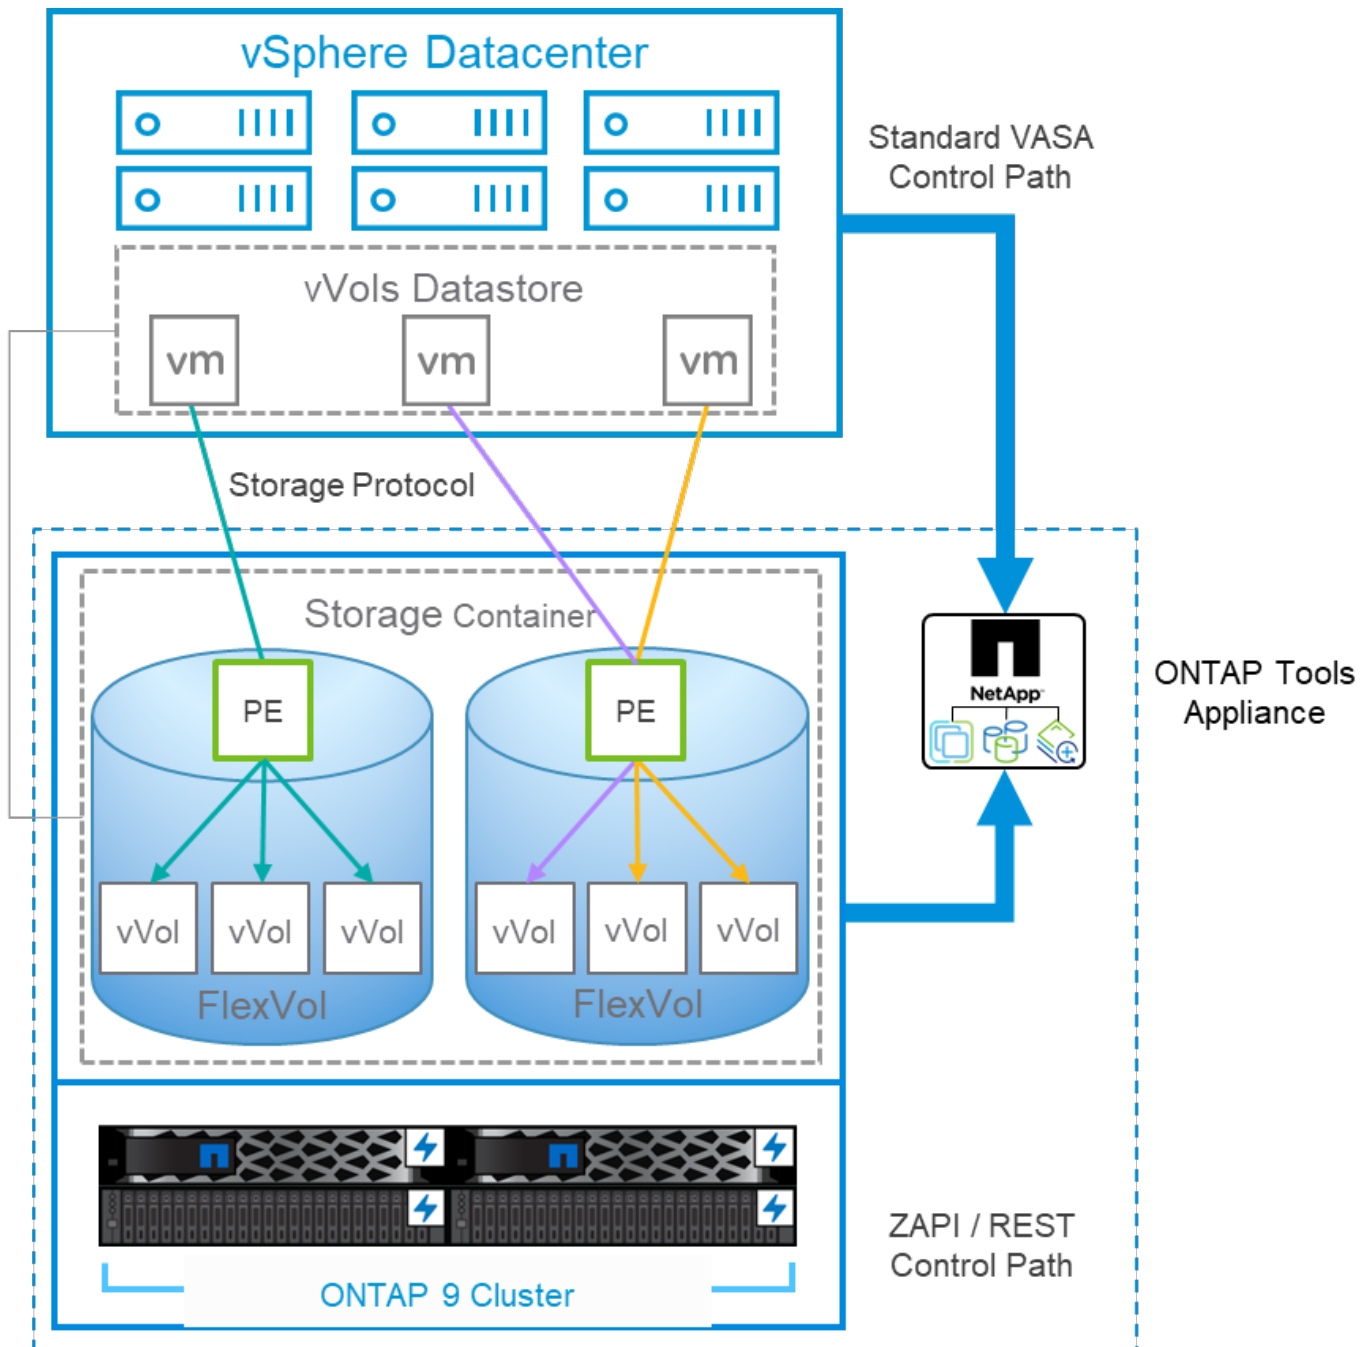 vSphere Datacenter
Standard VASA
Control Path
vVols Datastore
vm
vm
vm
Storage Protocol
Storage Container
PE
PE
NetApp
ONTAP Tools
Appliance
vVol
vVol
vVol
vVol
vVol
vVol
FlexVol
FlexVol
ZAPI / REST
Control Path
ONTAP 9 Cluster